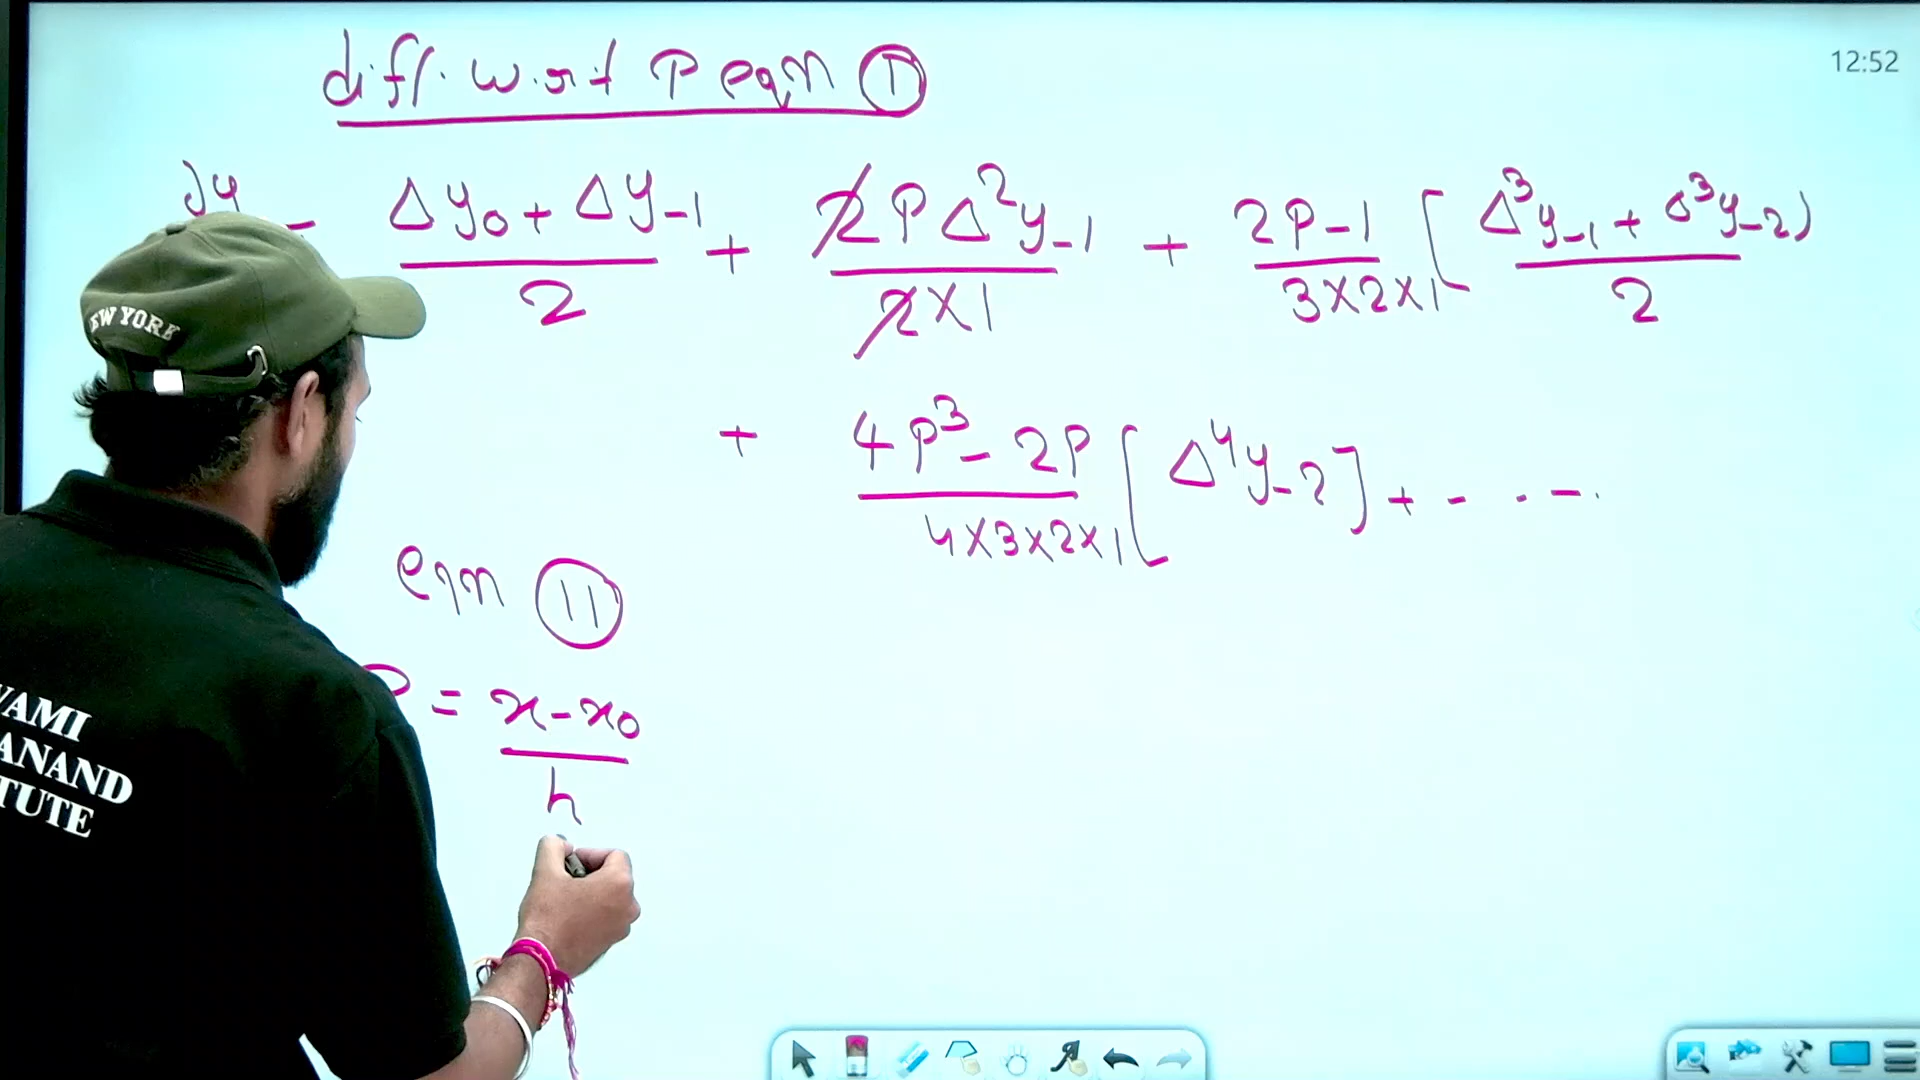 diff. w.r.t P eqn (I)
dy = Δy0 + Δy-1 / 2 + 2PΔ²y-1 / 2×1 + 2P-1 / 3×2×1 [ Δ³y-1 + Δ³y-2) / 2
+ 4P³ - 2P / 4×3×2×1 [ Δ⁴y-2 ] + - . - .
eqn (11)
P = x - x0 / h
12:52
EW YORK
WAMI
ANAND
TUTE